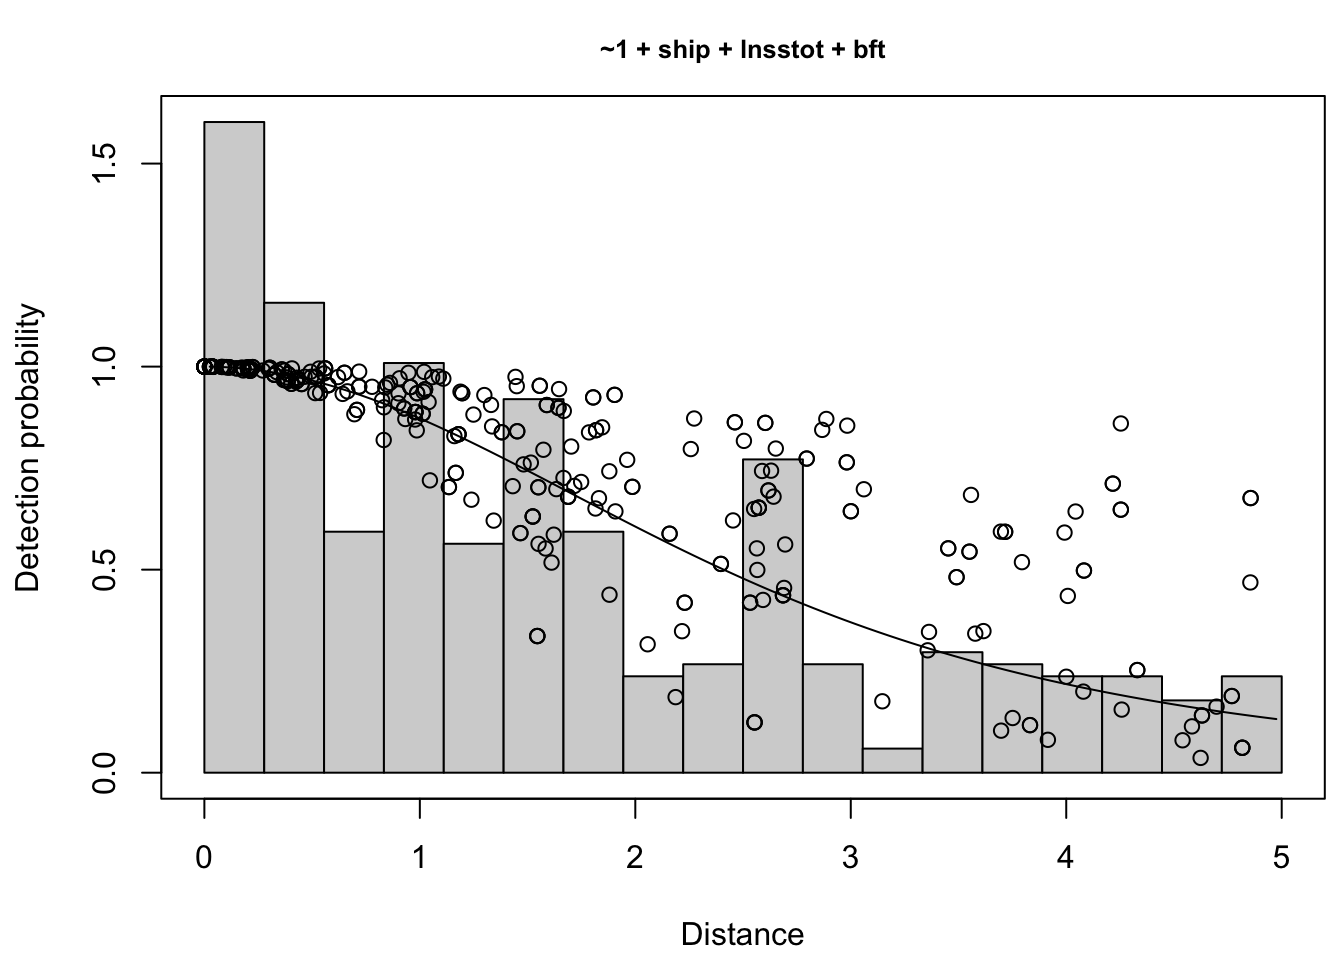 ~1 + ship + lnsstot + bft
Detection probability
1.5
1.0
0.5
0.0
0 1 2 3 4 5
Distance